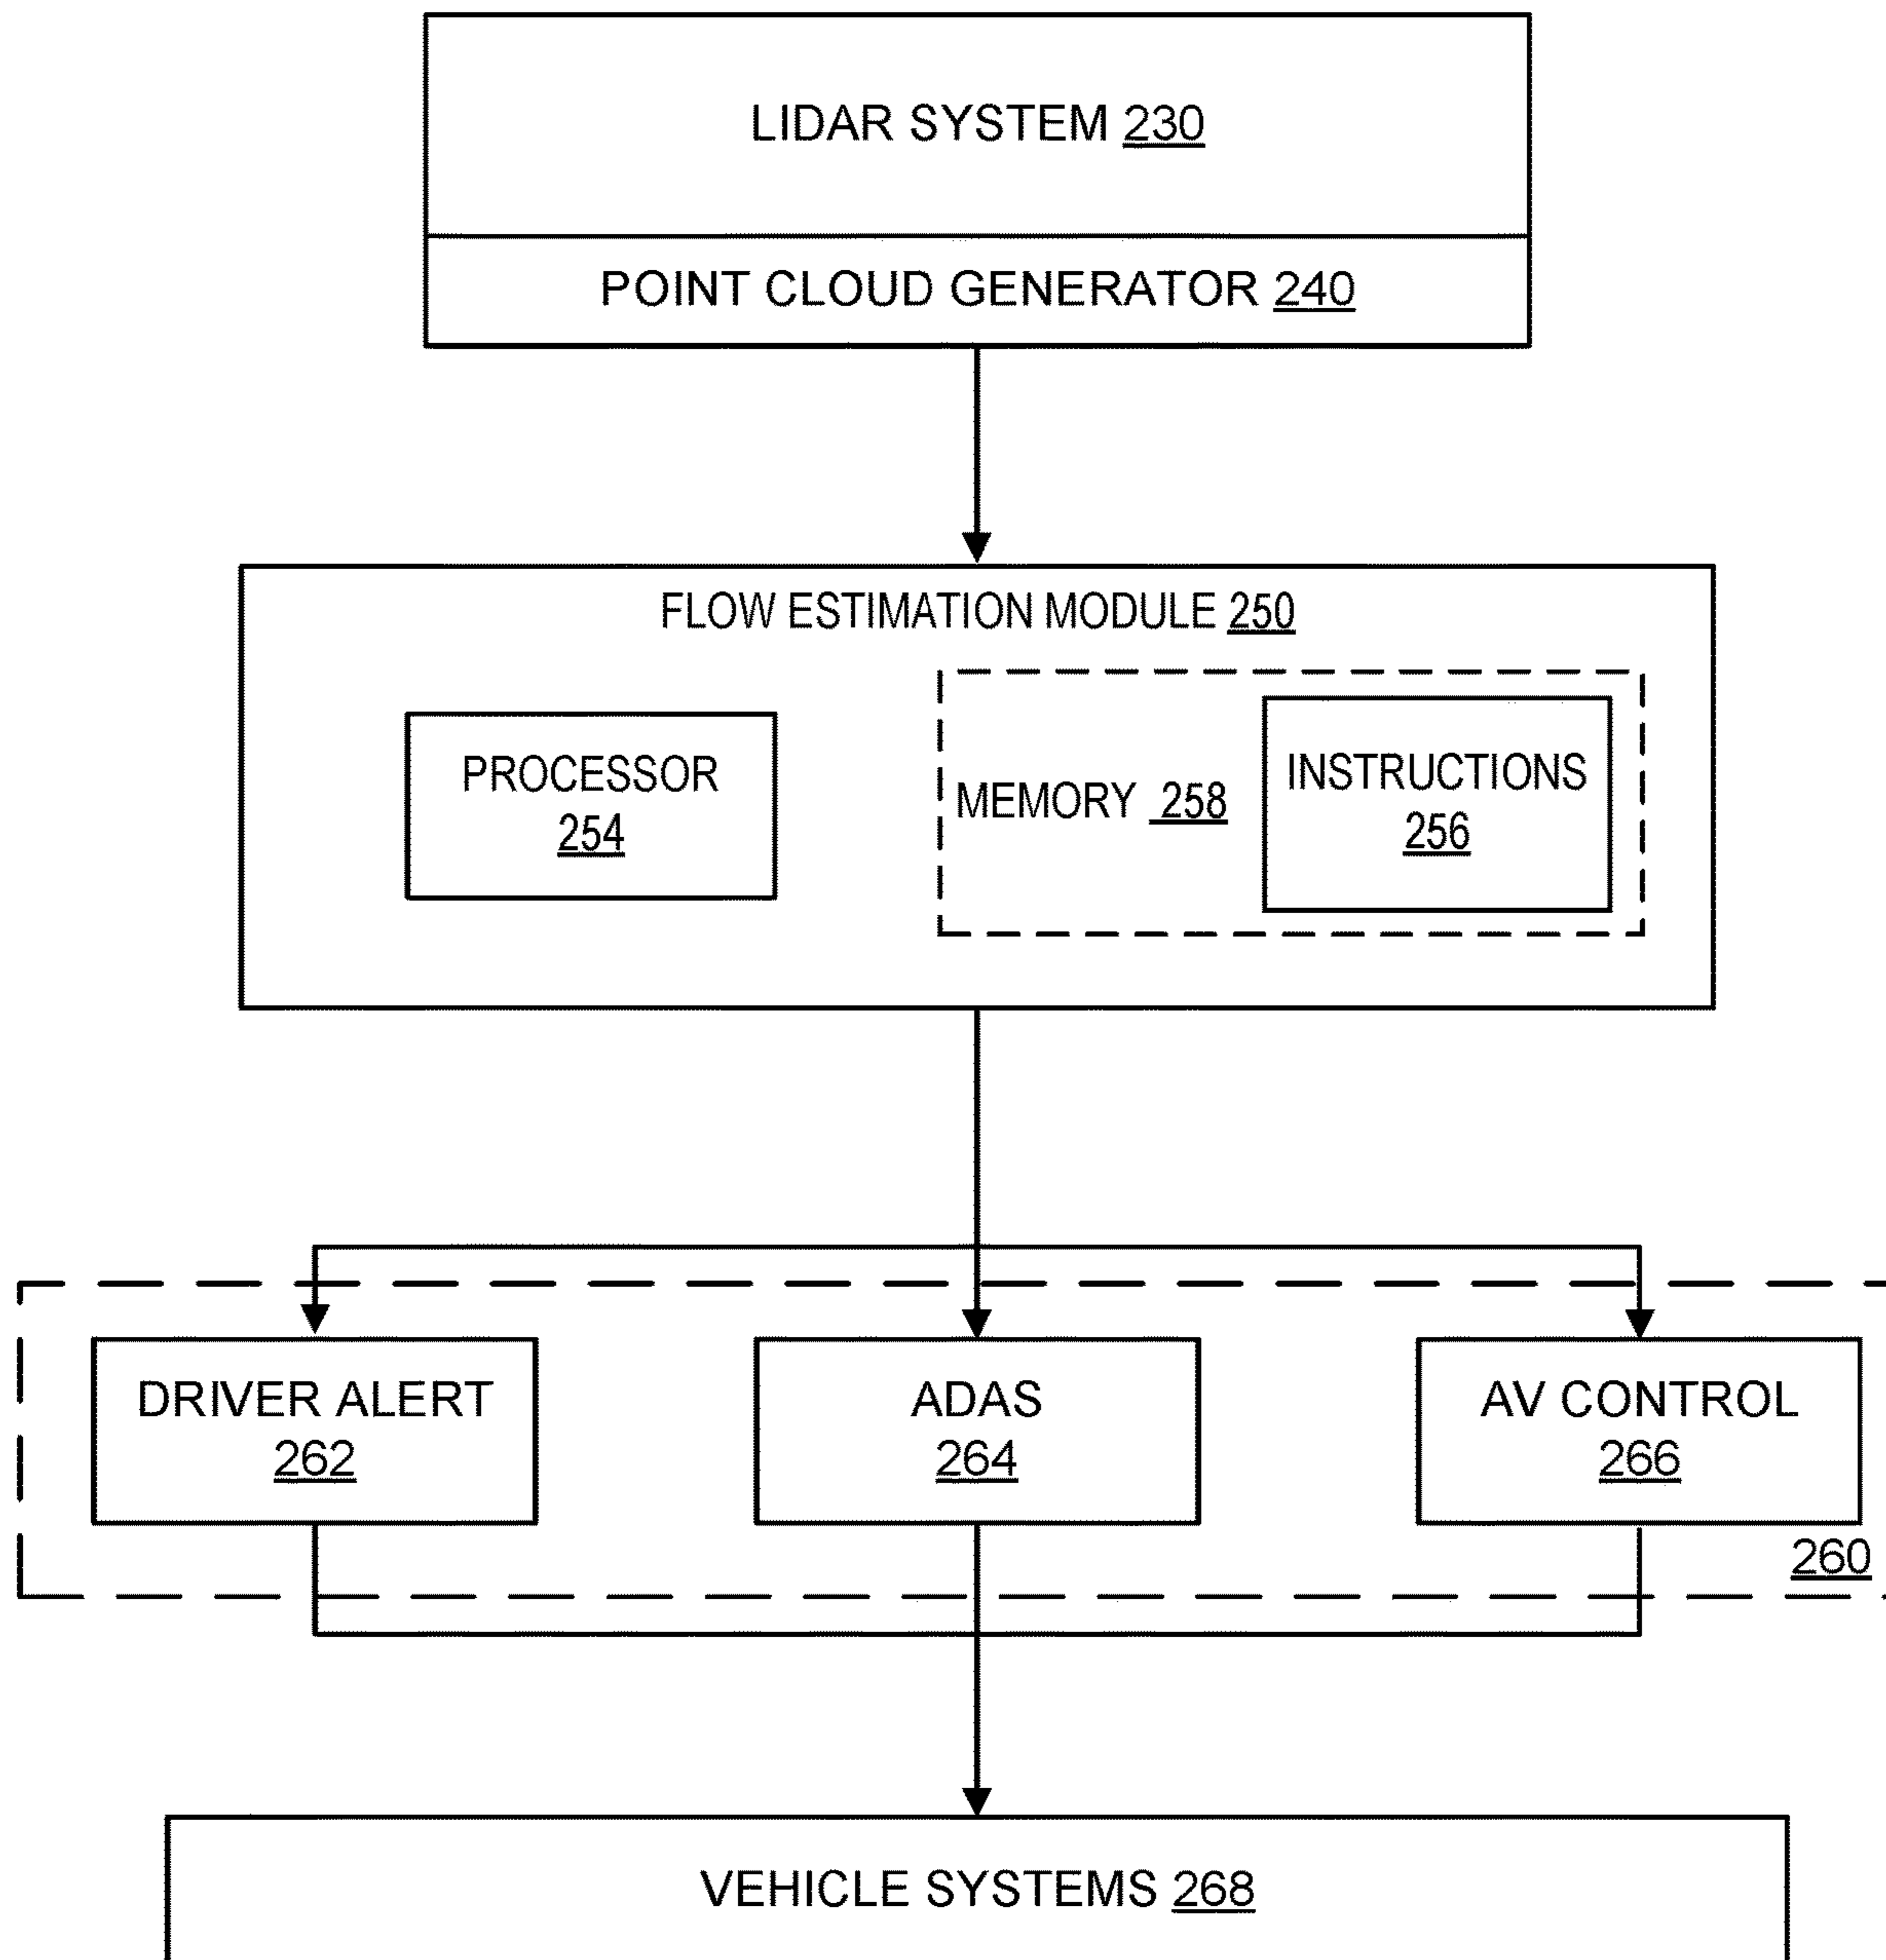 LIDAR SYSTEM 230
POINT CLOUD GENERATOR 240
FLOW ESTIMATION MODULE 250
PROCESSOR
254
MEMORY 258
INSTRUCTIONS
256
DRIVER ALERT
262
ADAS
264
AV CONTROL
266
260
VEHICLE SYSTEMS 268